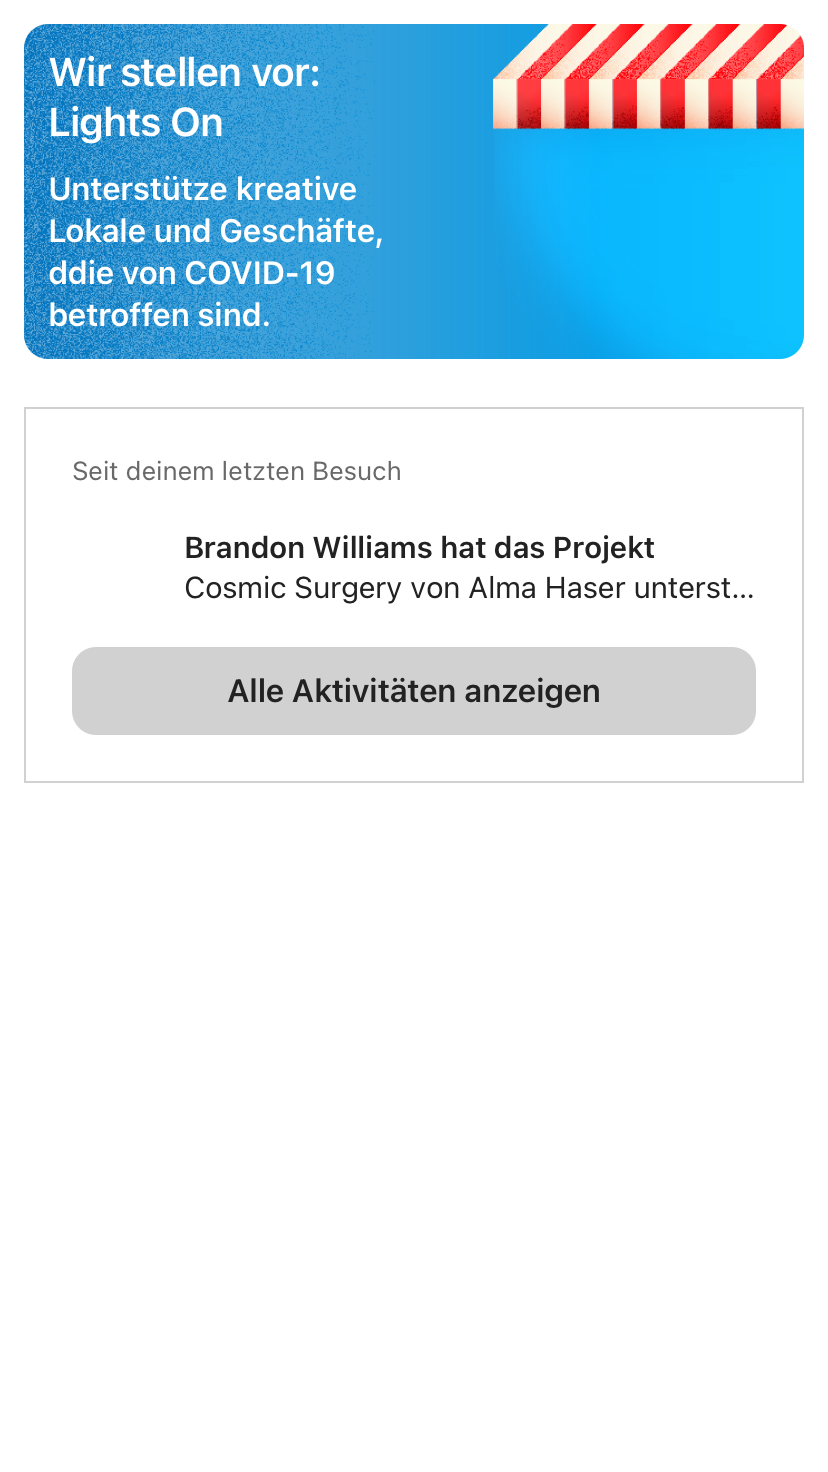 Wir stellen vor:
Lights On
Unterstütze kreative
Lokale und Geschäfte,
ddie von COVID-19
betroffen sind.
Seit deinem letzten Besuch
Brandon Williams hat das Projekt
Cosmic Surgery von Alma Haser unterst...
Alle Aktivitäten anzeigen